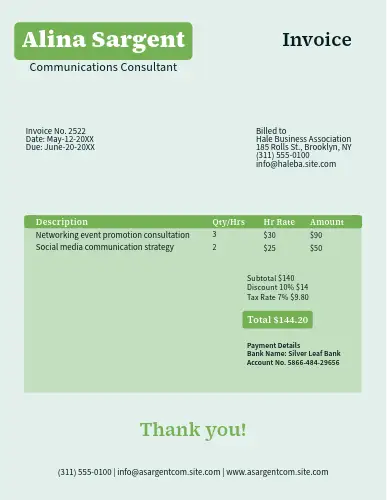 Alina Sargent
Invoice
Communications Consultant
Invoice No. 2522
Date: May-12-20XX
Due: June-20-20XX
Billed to
Hale Business Association
185 Rolls St., Brooklyn, NY
(311) 555-0100
info@haleba.site.com
Description Qty/Hrs Hr Rate Amount
Networking event promotion consultation 3 $30 $90
Social media communication strategy 2 $25 $50
Subtotal $140
Discount 10% $14
Tax Rate 7% $9.80
Total $144.20
Payment Details
Bank Name: Silver Leaf Bank
Account No. 5866-484-29656
Thank you!
(311) 555-0100 | info@asargentcom.site.com | www.asargentcom.site.com